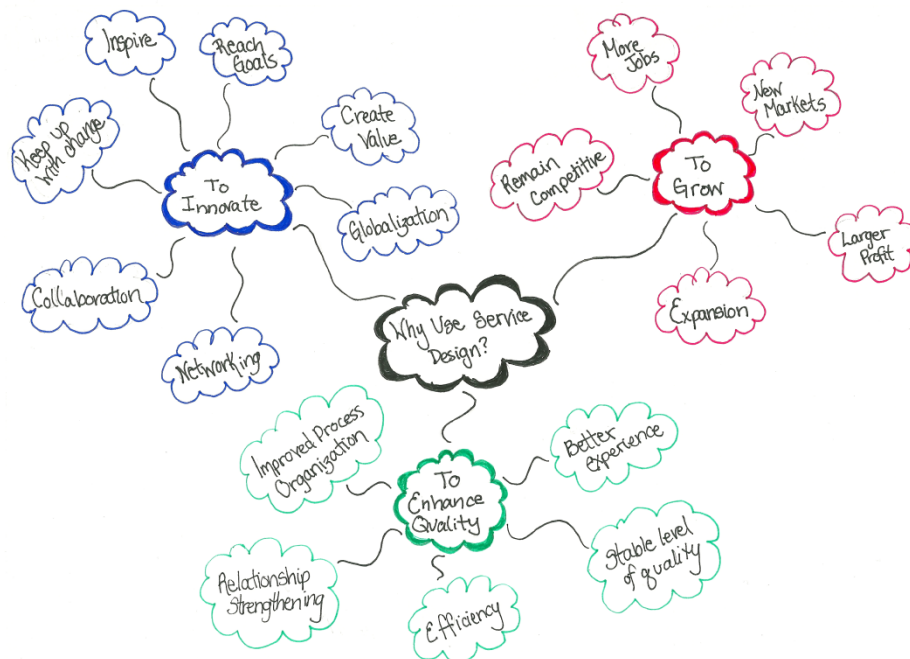 Inspire
Reach
Goals
Keep up
with change
Create
Value
To
Innovate
Globalization
Collaboration
Networking
More
Jobs
New
Markets
Remain
Competitive
To
Grow
Larger
Profit
Expansion
Why Use Service
Design?
Improved Process
Organization
Better
experience
To
Enhance
Quality
Stable level
of quality
Relationship
Strengthening
Efficiency